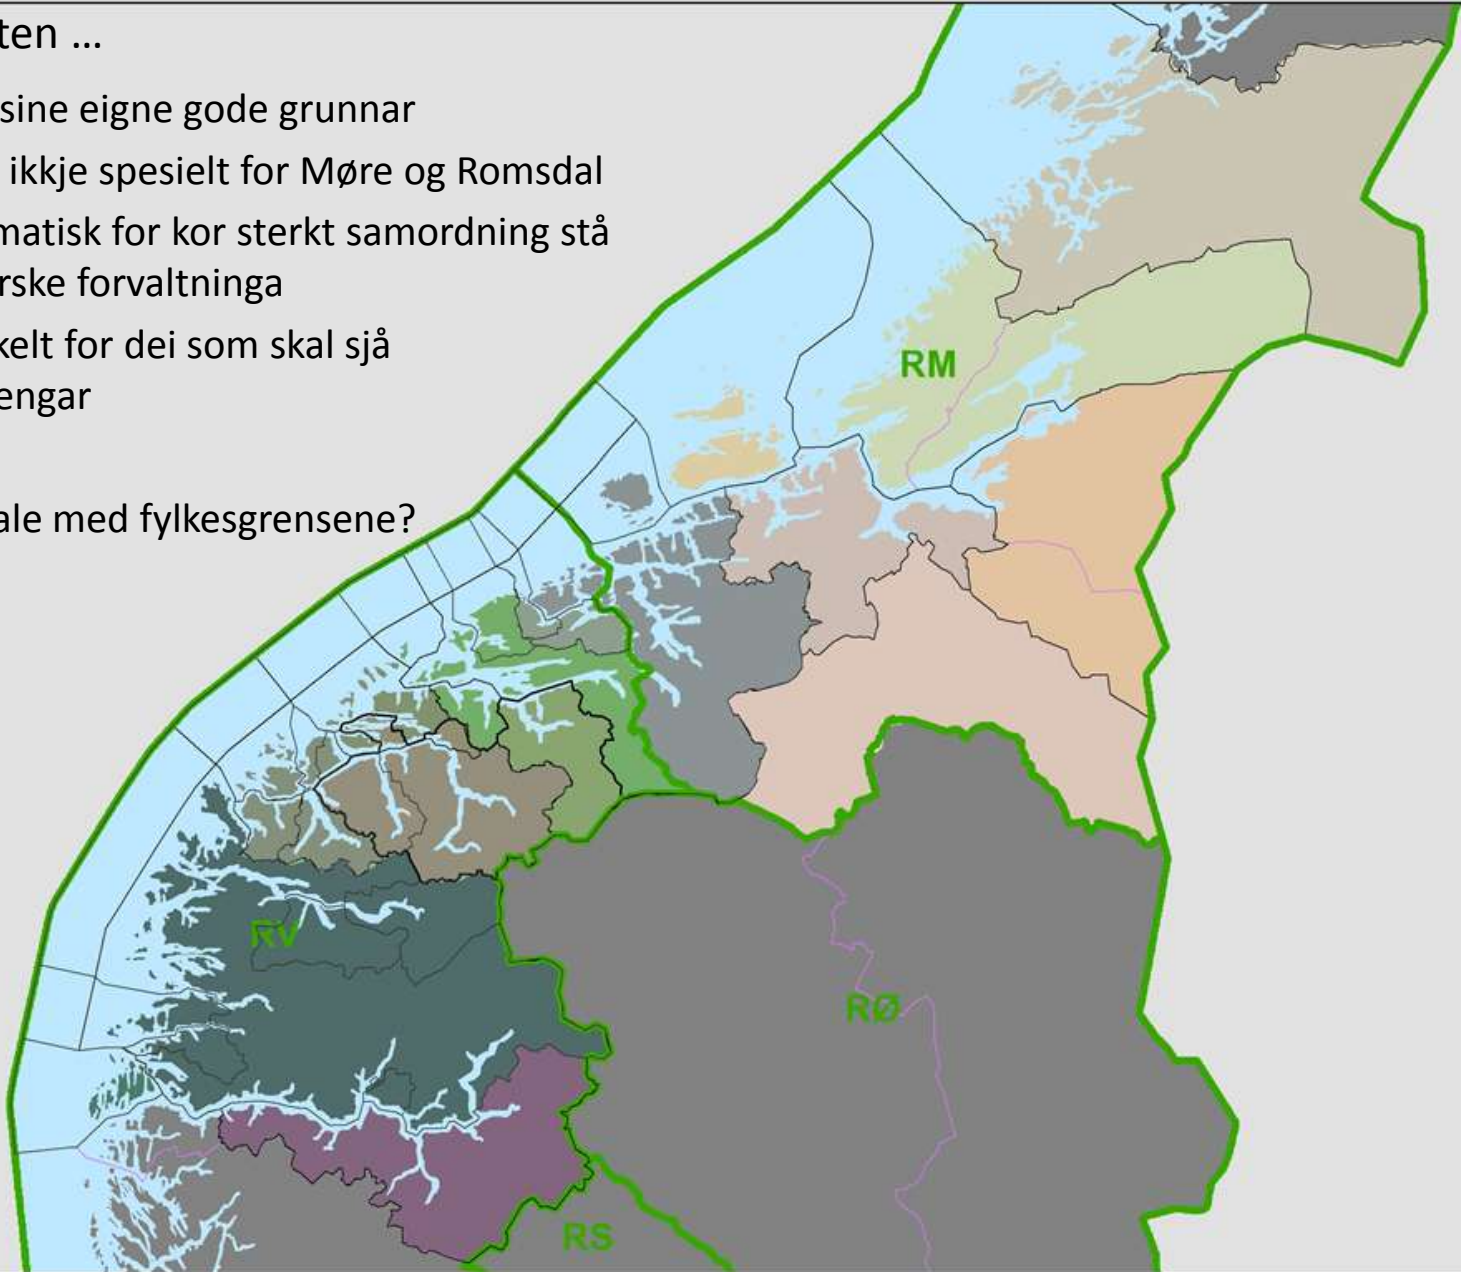 ten ...
sine eigne gode grunnar
ikkje spesielt for Møre og Romsdal
matisk for kor sterkt samordning stå
rske forvaltninga
kelt for dei som skal sjå
engar
ale med fylkesgrensene?
RM
RV
RØ
RS